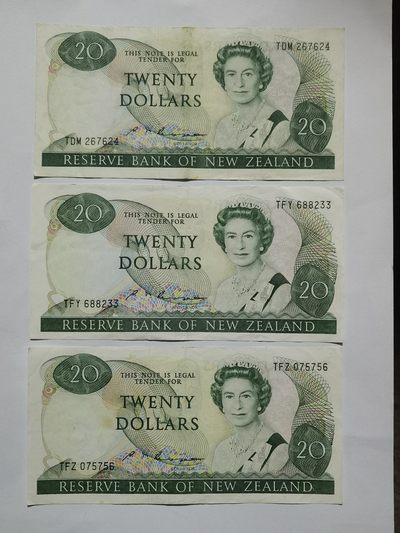 20
THIS NOTE IS LEGAL
TENDER FOR
TDM 267624
TWENTY
DOLLARS
TDM 267624
20
RESERVE BANK OF NEW ZEALAND
20
THIS NOTE IS LEGAL
TENDER FOR
TFY 688233
TWENTY
DOLLARS
TFY 688233
20
RESERVE BANK OF NEW ZEALAND
20
THIS NOTE IS LEGAL
TENDER FOR
TFZ 075756
TWENTY
DOLLARS
TFZ 075756
20
RESERVE BANK OF NEW ZEALAND